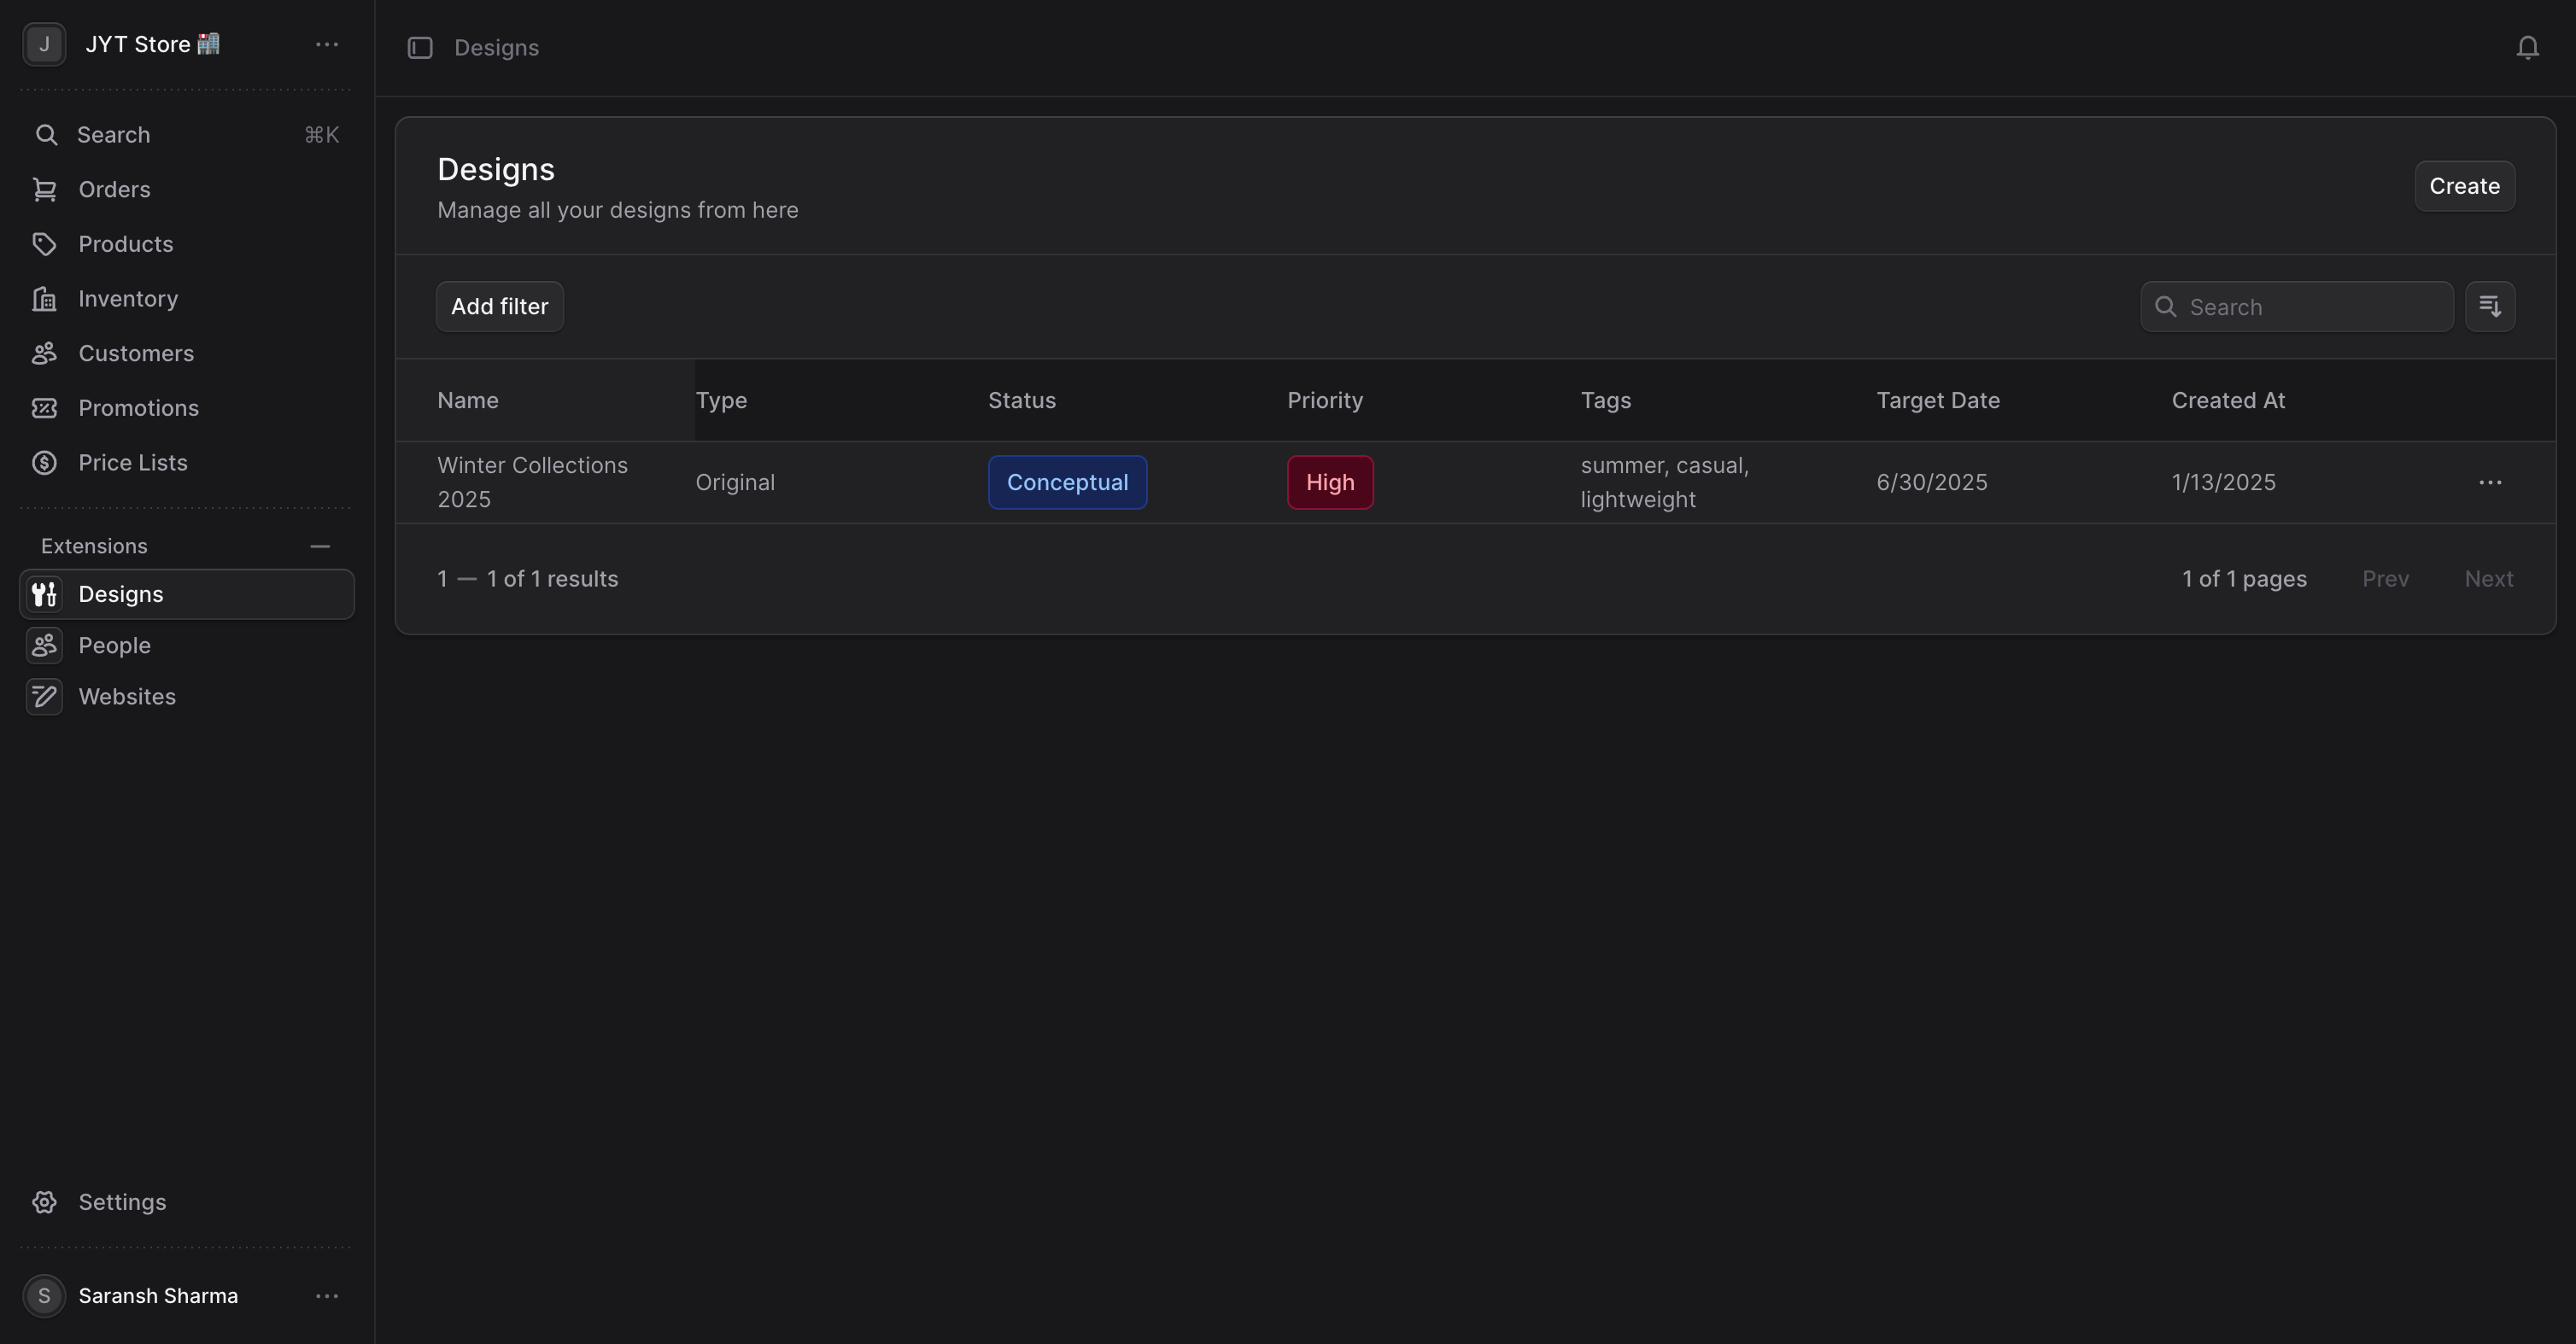 J JYT Store
Search ⌘K
Orders
Products
Inventory
Customers
Promotions
Price Lists
Extensions
Designs
People
Websites
Settings
S Saransh Sharma
Designs
Designs
Manage all your designs from here
Create
Add filter
Search
Name Type Status Priority Tags Target Date Created At
Winter Collections
2025
Original
Conceptual
High
summer, casual,
lightweight
6/30/2025
1/13/2025
1 — 1 of 1 results
1 of 1 pages Prev Next